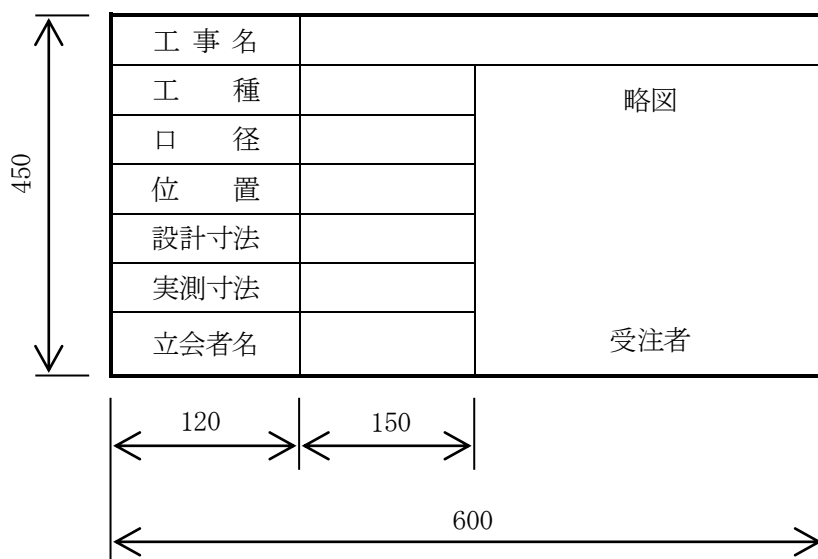 工 事 名
工　　種
略図
口　　径
450
位　　置
設計寸法
実測寸法
立会者名
受注者
120
150
600